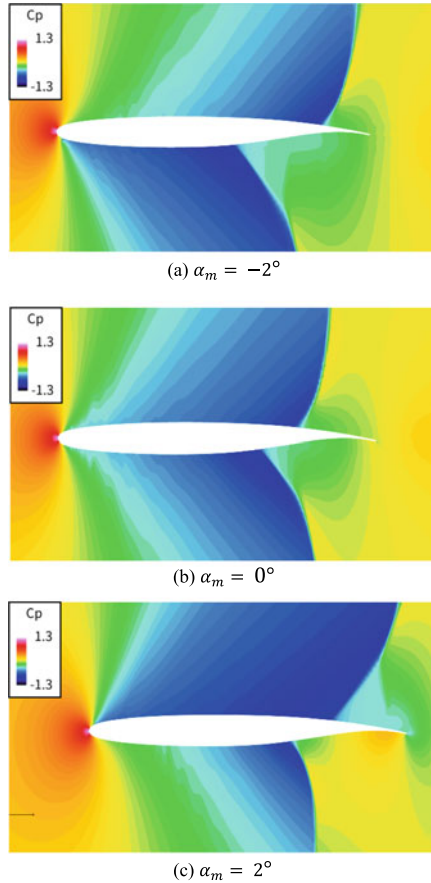 Cp
1.3
-1.3
(a) 𝛼𝑚 = −2°
Cp
1.3
-1.3
(b) 𝛼𝑚 = 0°
Cp
1.3
-1.3
(c) 𝛼𝑚 = 2°